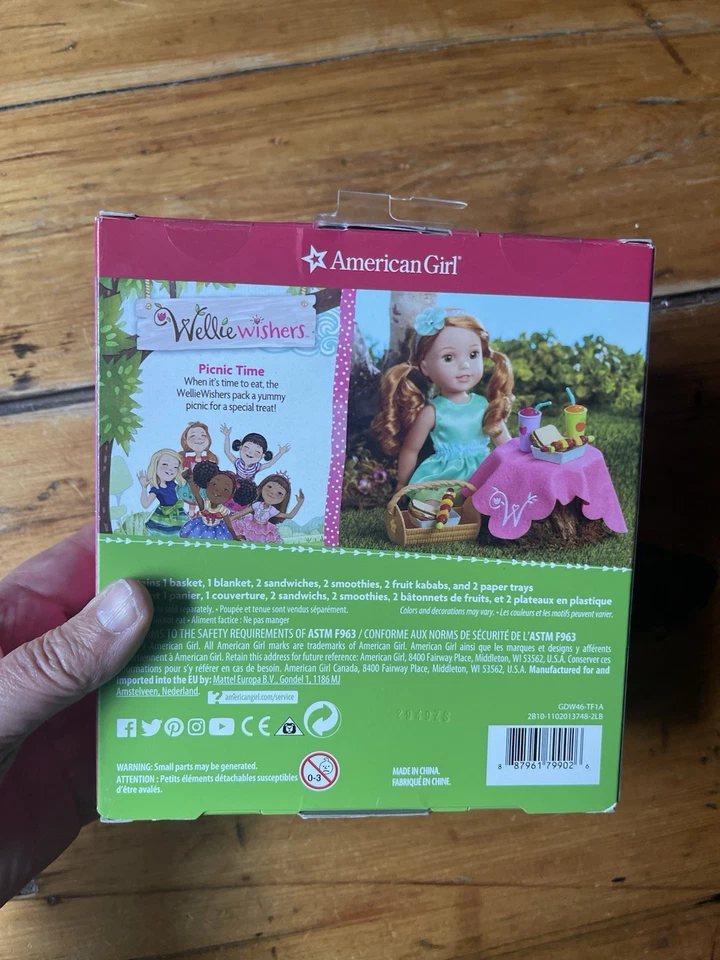 American Girl®
WellieWishers™
Picnic Time
When it's time to eat, the
WellieWishers pack a yummy
picnic for a special treat!
W
1 basket, 1 blanket, 2 sandwiches, 2 smoothies, 2 fruit kababs, and 2 paper trays
1 panier, 1 couverture, 2 sandwichs, 2 smoothies, 2 bâtonnets de fruits, et 2 plateaux en plastique
separately. • Poupée et tenue sont vendus séparément.
Colors and decorations may vary. • Les couleurs et les motifs peuvent varier.
eat • Aliment factice : Ne pas manger
TO THE SAFETY REQUIREMENTS OF ASTM F963 / CONFORME AUX NORMS DE SÉCURITÉ DE L'ASTM F963
American Girl. All American Girl marks are trademarks of American Girl. American Girl ainsi que les marques et designs y afférents
à American Girl. Retain this address for future reference: American Girl, 8400 Fairway Place, Middleton, WI 53562, U.S.A. Conserver ces
pour s'y référer en cas de besoin. American Girl Canada, 8400 Fairway Place, Middleton, WI 53562, U.S.A. Manufactured for and
imported into the EU by: Mattel Europa B.V., Gondel 1, 1186 MJ
Amstelveen, Nederland.
? americangirl.com/service
CE
GDW46-TF1A
2B10-1102013748-2LB
8 87961 79902 6
WARNING: Small parts may be generated.
ATTENTION : Petits éléments détachables susceptibles
d'être avalés.
0-3
MADE IN CHINA.
FABRIQUÉ EN CHINE.